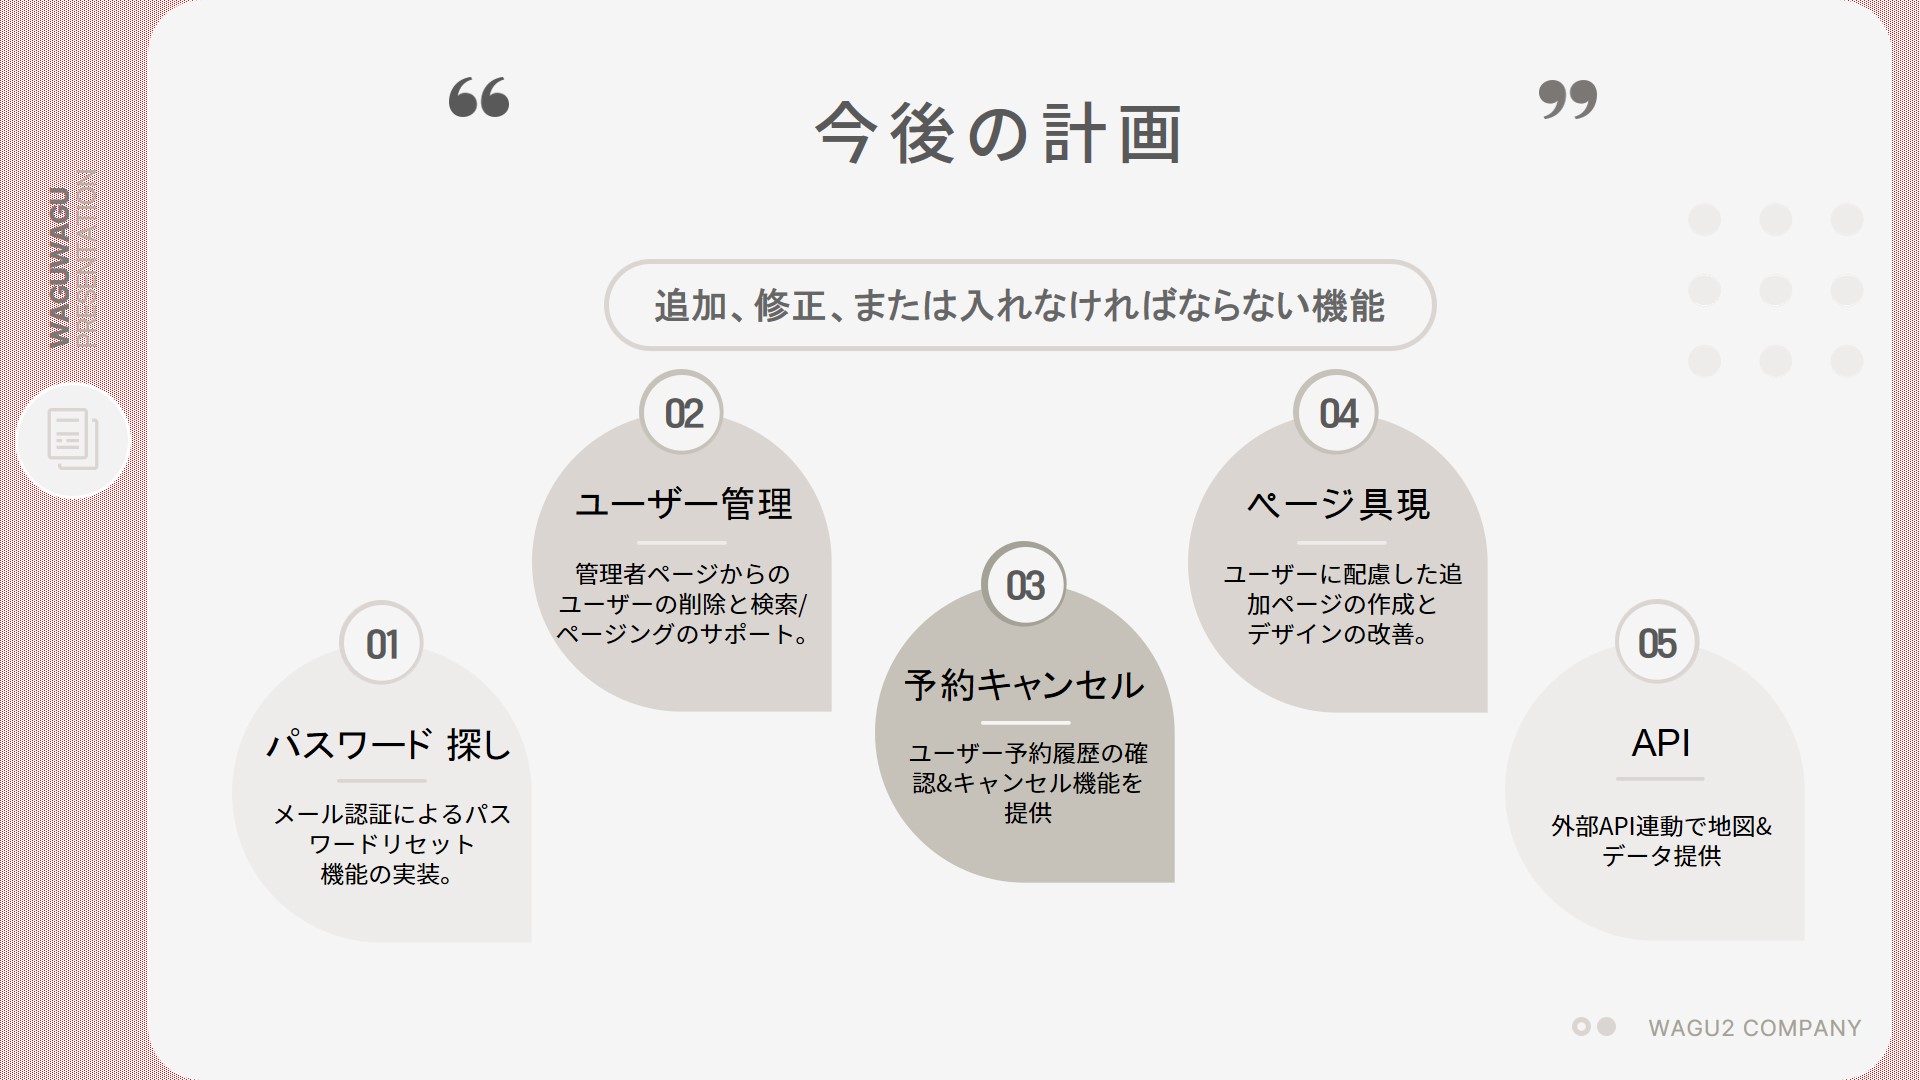 “
今後の計画
”
WAGUWAGU
PRESENTATION
追加、修正、または入れなければならない機能
01
パスワード 探し
メール認証によるパス
ワードリセット
機能の実装。
02
ユーザー管理
管理者ページからの
ユーザーの削除と検索/
ページングのサポート。
03
予約キャンセル
ユーザー予約履歴の確
認&キャンセル機能を
提供
04
ページ具現
ユーザーに配慮した追
加ページの作成と
デザインの改善。
05
API
外部API連動で地図&
データ提供
WAGU2 COMPANY